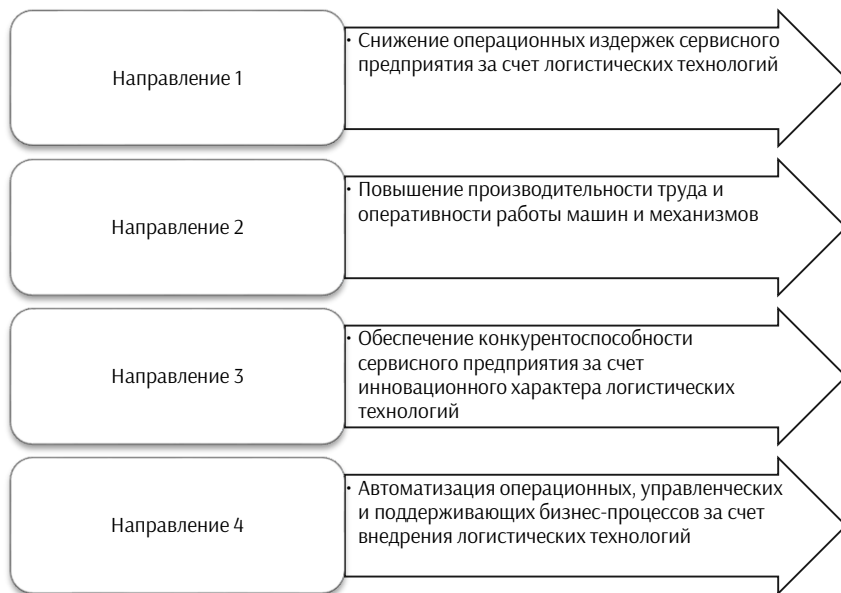 Направление 1
• Снижение операционных издержек сервисного
предприятия за счет логистических технологий
Направление 2
• Повышение производительности труда и
оперативности работы машин и механизмов
Направление 3
• Обеспечение конкурентоспособности
сервисного предприятия за счет
инновационного характера логистических
технологий
Направление 4
• Автоматизация операционных, управленческих
и поддерживающих бизнес-процессов за счет
внедрения логистических технологий